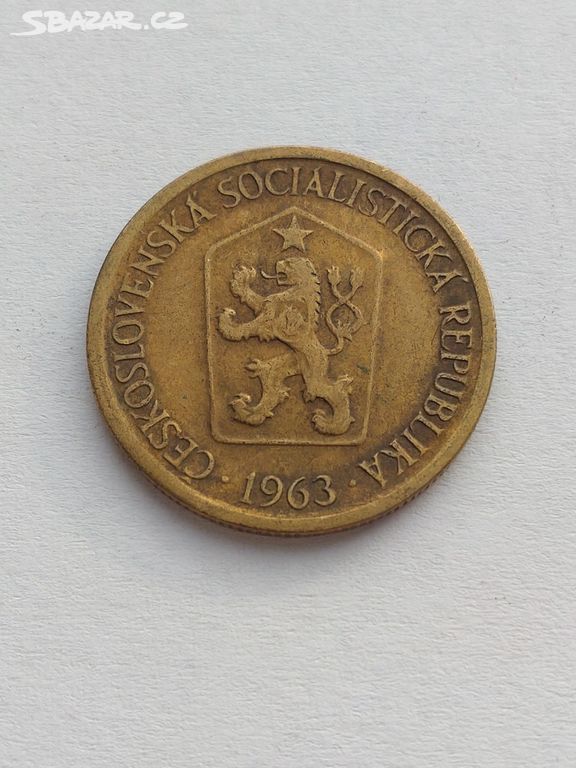 SBAZAR.CZ
ČESKOSLOVENSKÁ SOCIALISTICKÁ REPUBLIKA
· 1963 ·